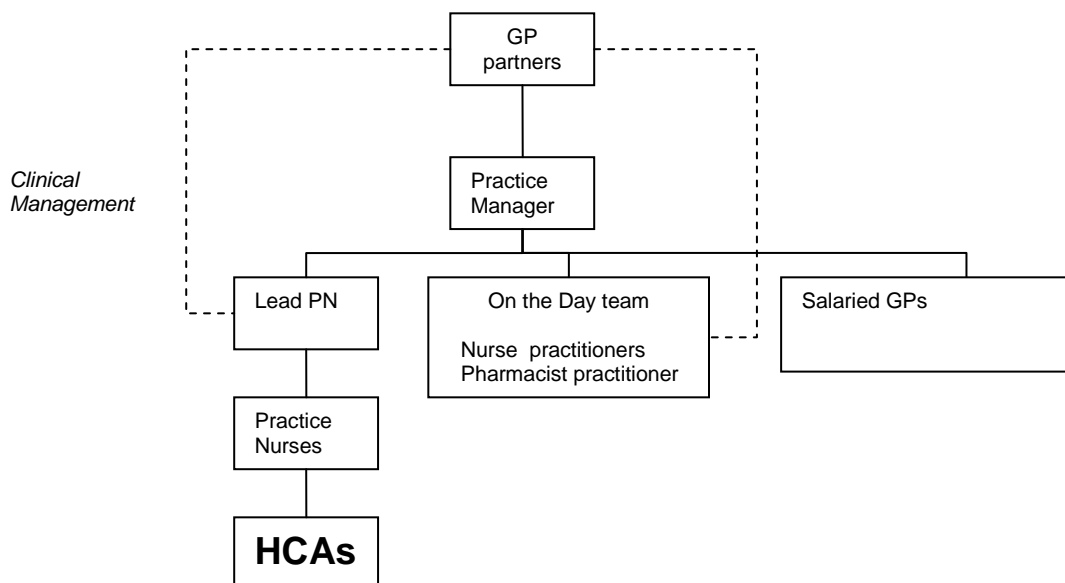 GP
partners
Clinical
Management
Practice
Manager
Lead PN
On the Day team
Nurse practitioners
Pharmacist practitioner
Salaried GPs
Practice
Nurses
HCAs